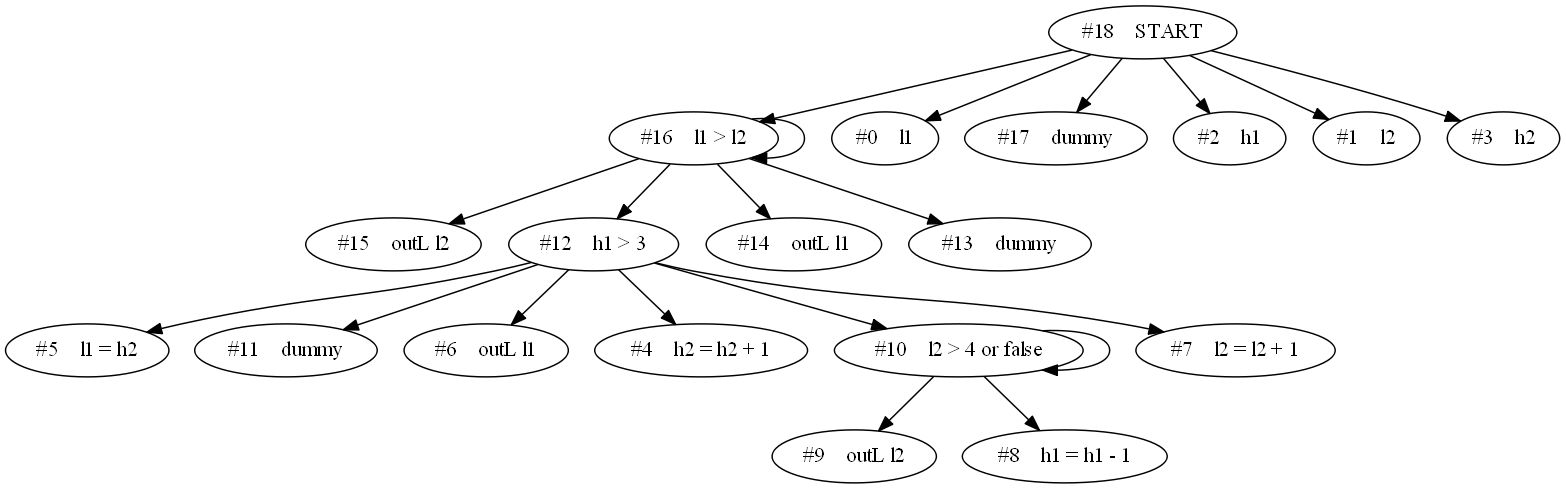 #18 START
#16 l1 > l2
#0 l1
#17 dummy
#2 h1
#1 l2
#3 h2
#15 outL l2
#12 h1 > 3
#14 outL l1
#13 dummy
#5 l1 = h2
#11 dummy
#6 outL l1
#4 h2 = h2 + 1
#10 l2 > 4 or false
#7 l2 = l2 + 1
#9 outL l2
#8 h1 = h1 - 1